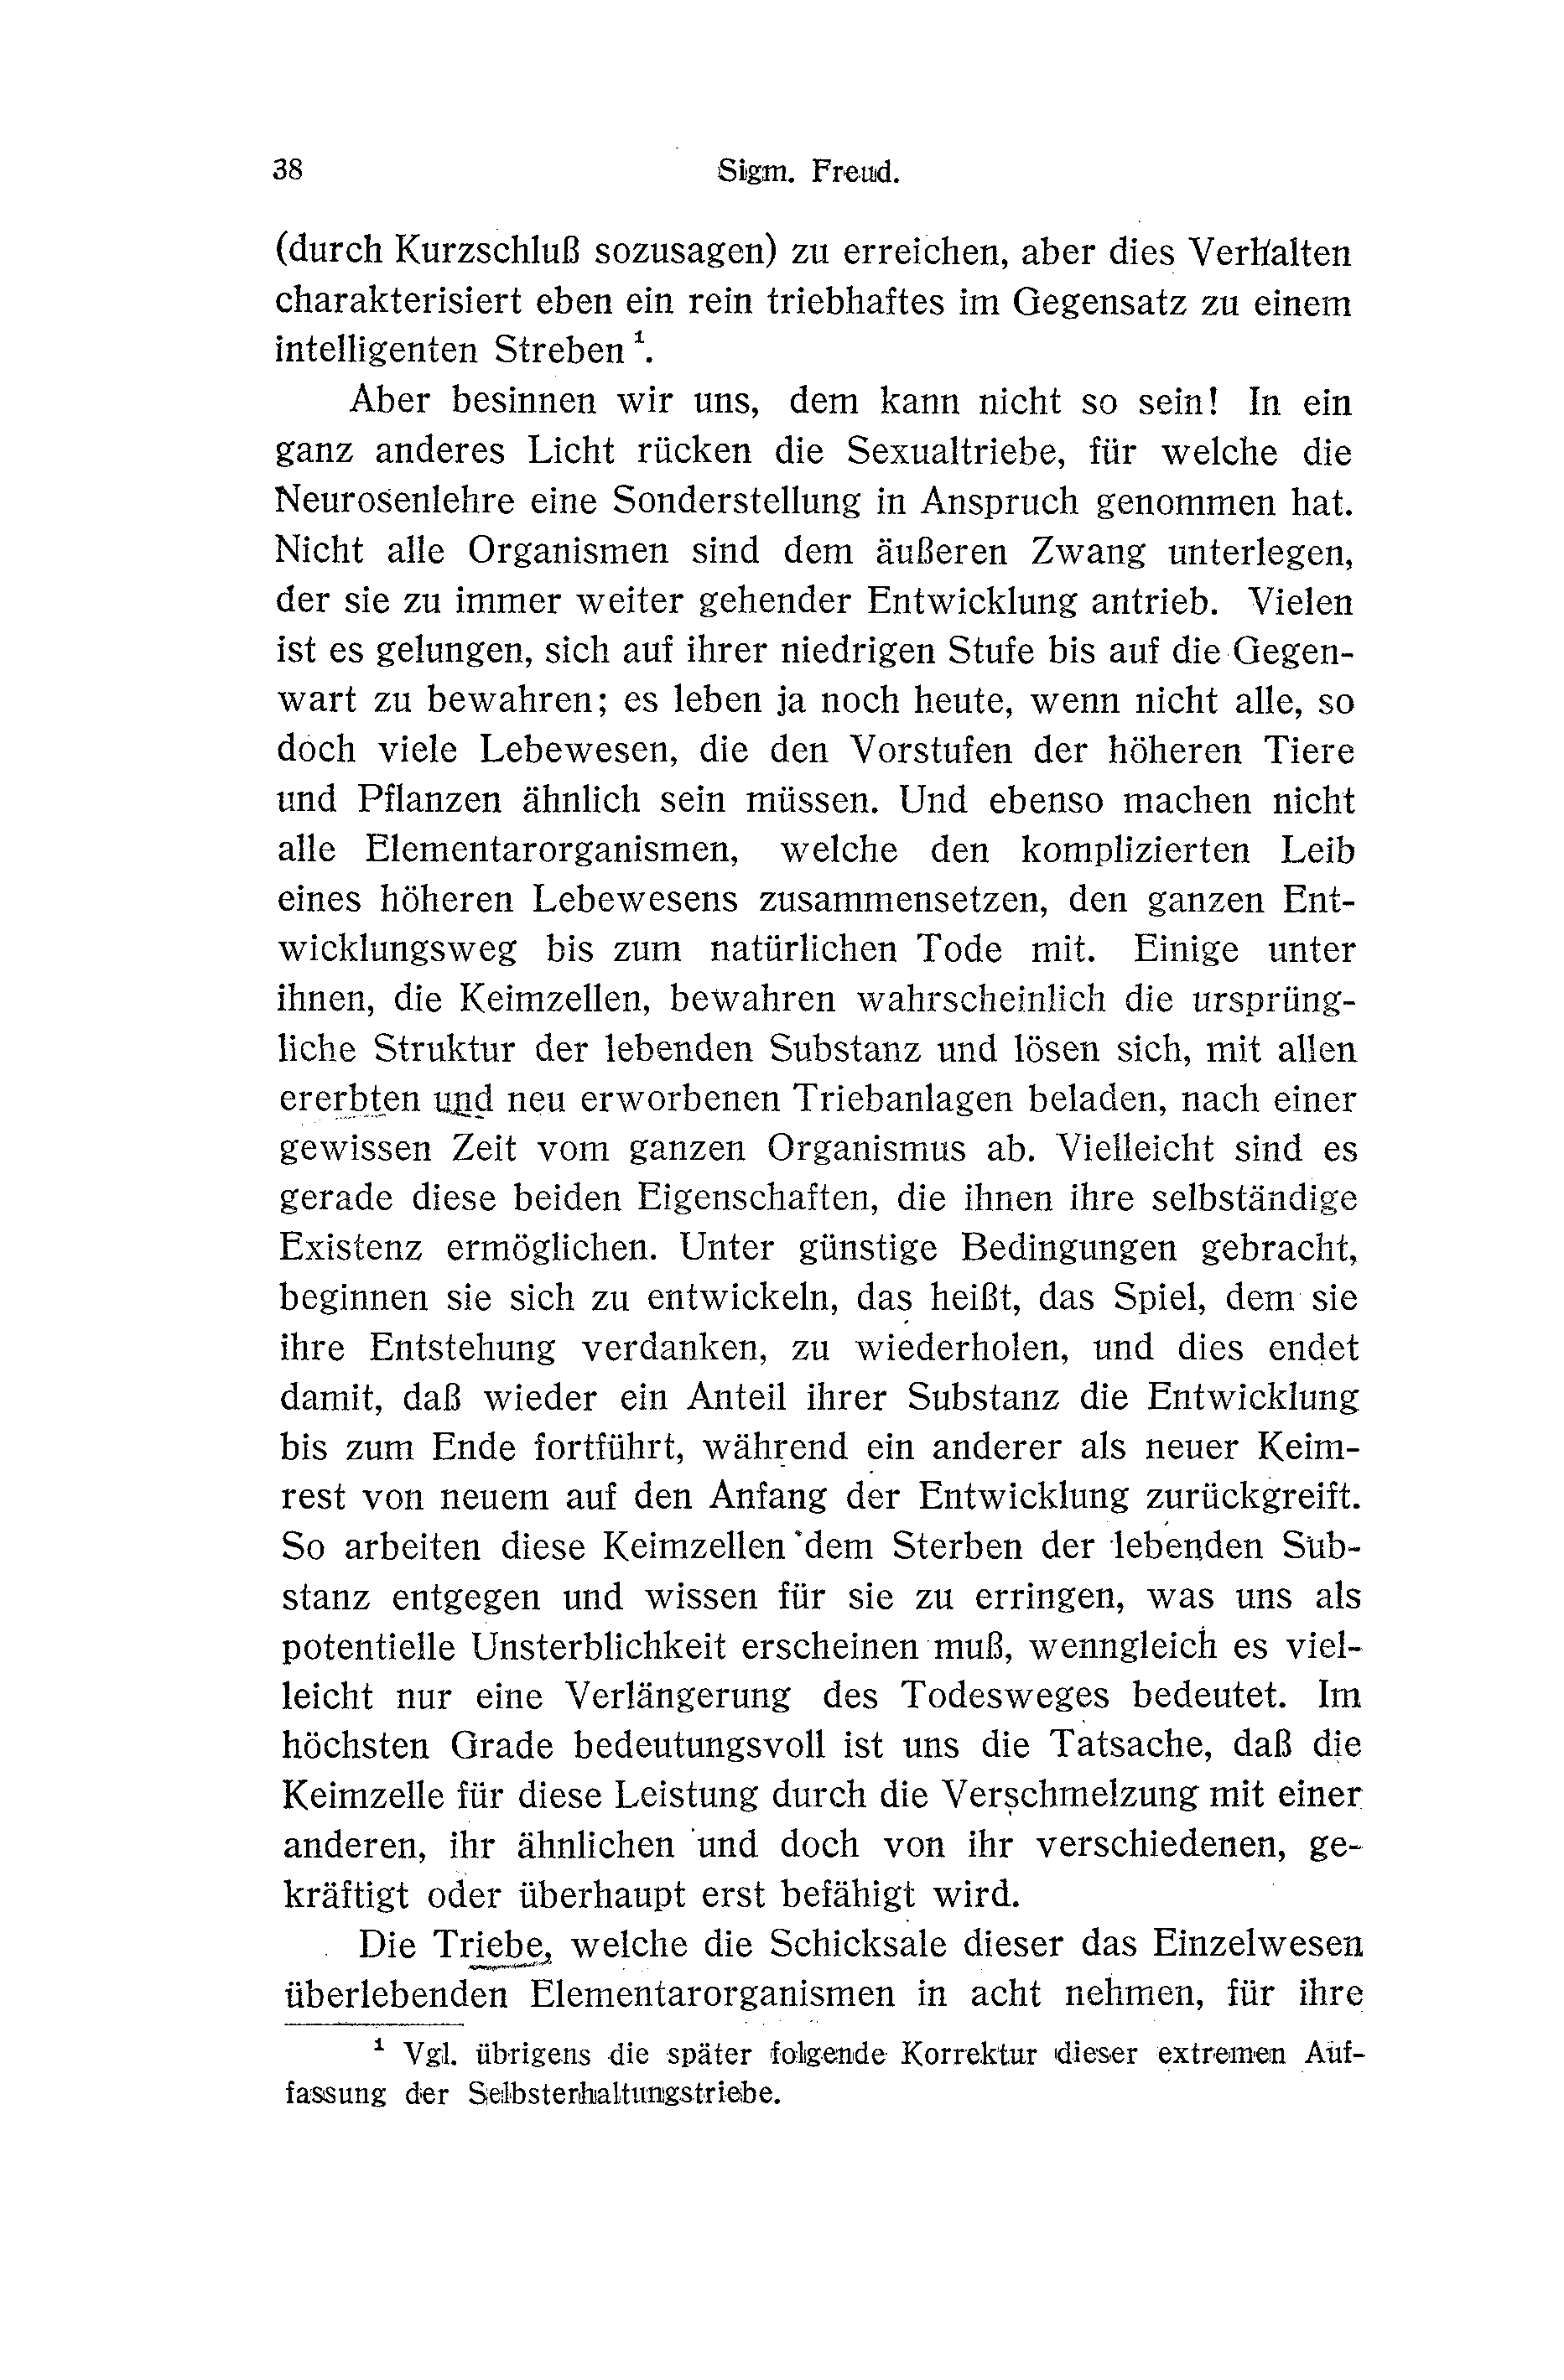 38
Sigm. Freud.
(durch Kurzschluß sozusagen) zu erreichen, aber dies Verhalten
charakterisiert eben ein rein triebhaftes im Gegensatz zu einem
intelligenten Streben ¹.
Aber besinnen wir uns, dem kann nicht so sein! In ein
ganz anderes Licht rücken die Sexualtriebe, für welche die
Neurosenlehre eine Sonderstellung in Anspruch genommen hat.
Nicht alle Organismen sind dem äußeren Zwang unterlegen,
der sie zu immer weiter gehender Entwicklung antrieb. Vielen
ist es gelungen, sich auf ihrer niedrigen Stufe bis auf die Gegen-
wart zu bewahren; es leben ja noch heute, wenn nicht alle, so
doch viele Lebewesen, die den Vorstufen der höheren Tiere
und Pflanzen ähnlich sein müssen. Und ebenso machen nicht
alle Elementarorganismen, welche den komplizierten Leib
eines höheren Lebewesens zusammensetzen, den ganzen Ent-
wicklungsweg bis zum natürlichen Tode mit. Einige unter
ihnen, die Keimzellen, bewahren wahrscheinlich die ursprüng-
liche Struktur der lebenden Substanz und lösen sich, mit allen
ererbten und neu erworbenen Triebanlagen beladen, nach einer
gewissen Zeit vom ganzen Organismus ab. Vielleicht sind es
gerade diese beiden Eigenschaften, die ihnen ihre selbständige
Existenz ermöglichen. Unter günstige Bedingungen gebracht,
beginnen sie sich zu entwickeln, das heißt, das Spiel, dem sie
ihre Entstehung verdanken, zu wiederholen, und dies endet
damit, daß wieder ein Anteil ihrer Substanz die Entwicklung
bis zum Ende fortführt, während ein anderer als neuer Keim-
rest von neuem auf den Anfang der Entwicklung zurückgreift.
So arbeiten diese Keimzellen dem Sterben der lebenden Sub-
stanz entgegen und wissen für sie zu erringen, was uns als
potentielle Unsterblichkeit erscheinen muß, wenngleich es viel-
leicht nur eine Verlängerung des Todesweges bedeutet. Im
höchsten Grade bedeutungsvoll ist uns die Tatsache, daß die
Keimzelle für diese Leistung durch die Verschmelzung mit einer
anderen, ihr ähnlichen und doch von ihr verschiedenen, ge-
kräftigt oder überhaupt erst befähigt wird.
Die Triebe, welche die Schicksale dieser das Einzelwesen
überlebenden Elementarorganismen in acht nehmen, für ihre
¹ Vgl. übrigens die später folgende Korrektur dieser extremen Auf-
fassung der Selbsterhaltungstriebe.